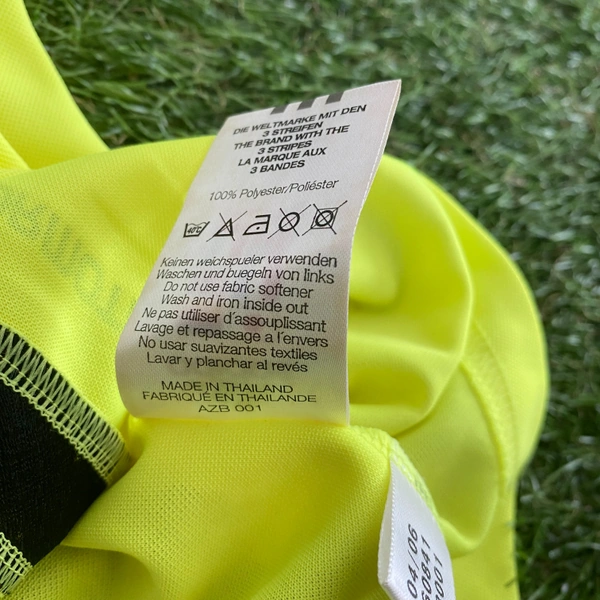 DIE WELTMARKE MIT DEN
3 STREIFEN
THE BRAND WITH THE
3 STRIPES
LA MARQUE AUX
3 BANDES
100% Polyester/Poliéster
40°C
Keinen weichspueler verwenden
Waschen und buegeln von links
Do not use fabric softener
Wash and iron inside out
Ne pas utiliser d´assouplissant
Lavage et repassage a l´envers
No usar suavizantes textiles
Lavar y planchar al revés
MADE IN THAILAND
FABRIQUÉ EN THAILANDE
AZB 001
04/06